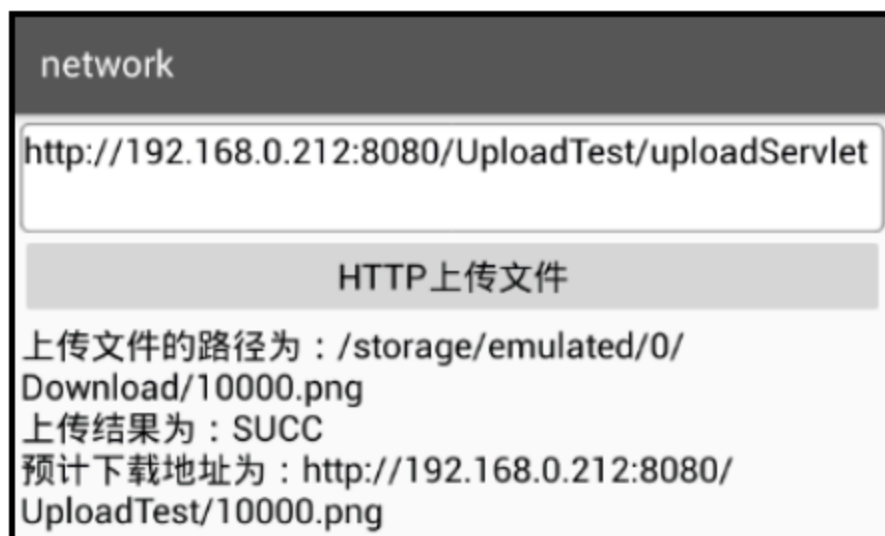 network
http://192.168.0.212:8080/UploadTest/uploadServlet
HTTP上传文件
上传文件的路径为：/storage/emulated/0/
Download/10000.png
上传结果为：SUCC
预计下载地址为：http://192.168.0.212:8080/
UploadTest/10000.png